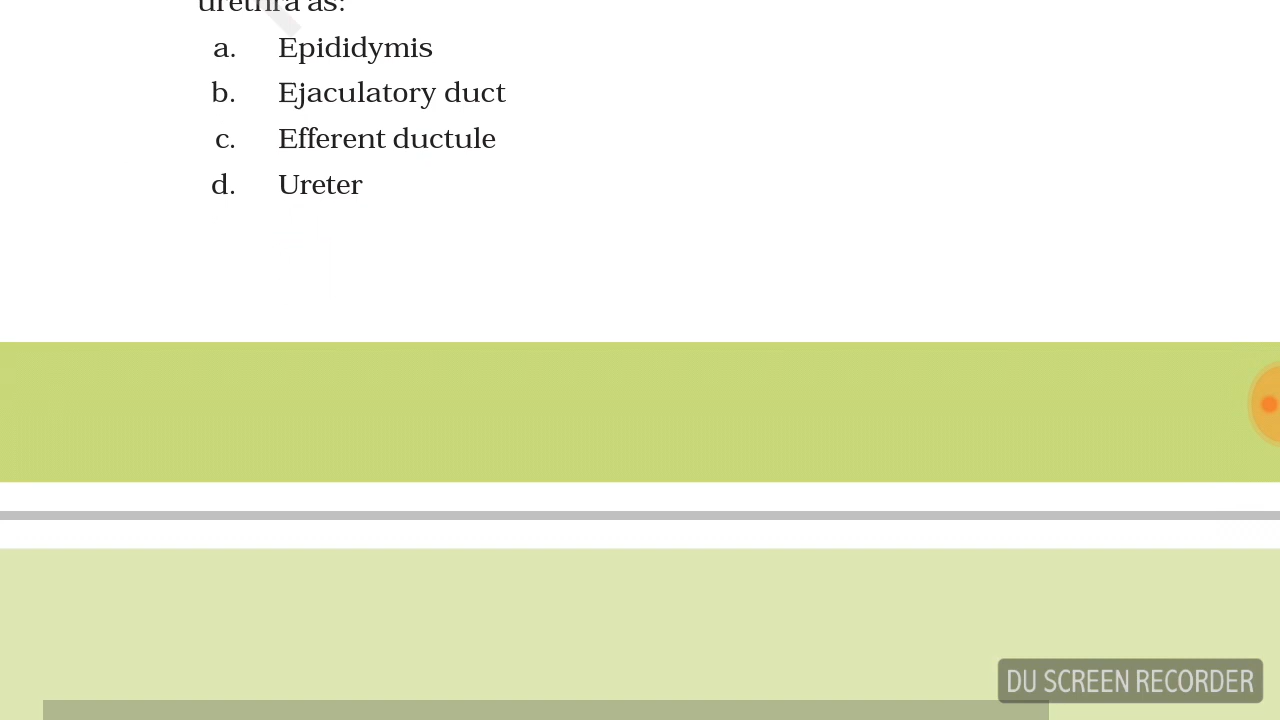 urethra as:
a. Epididymis
b. Ejaculatory duct
c. Efferent ductule
d. Ureter
DU SCREEN RECORDER